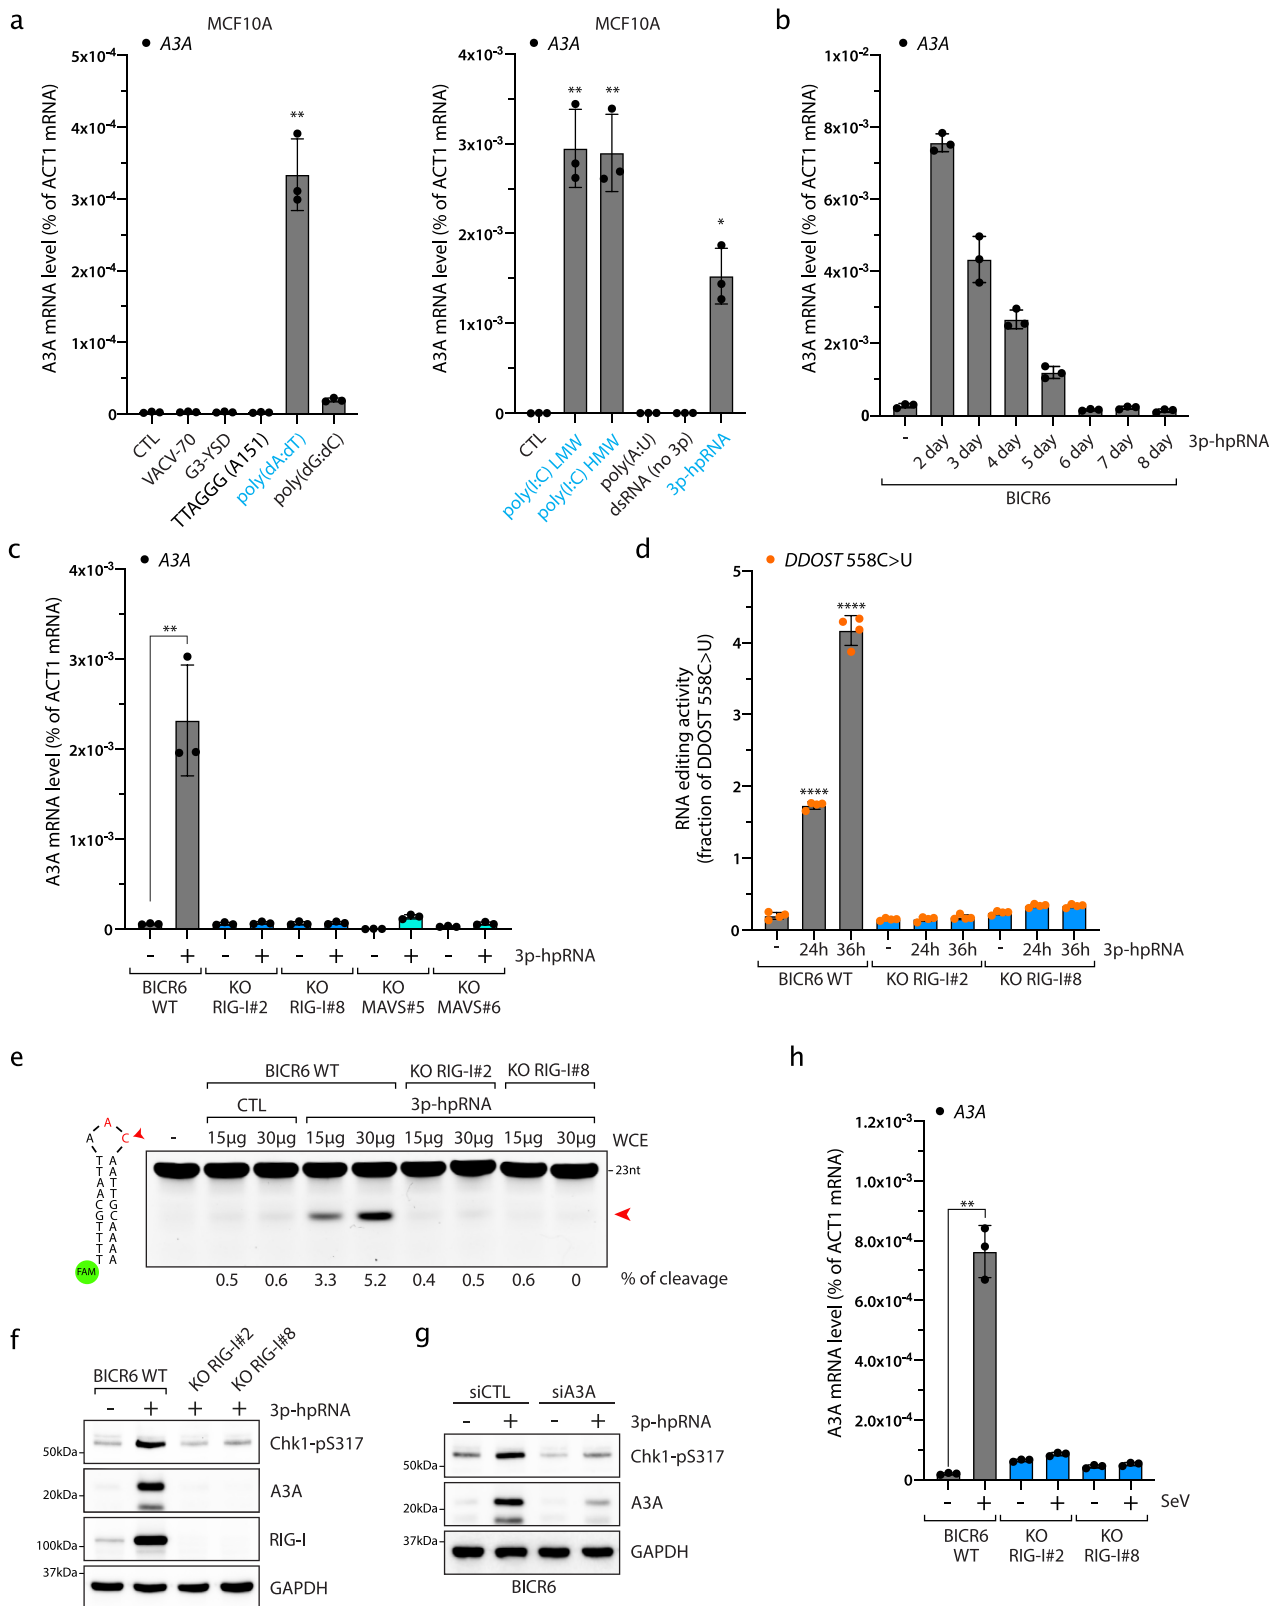 a
MCF10A
A3A
A3A mRNA level (% of ACT1 mRNA)
5x10-4
4x10-4
3x10-4
2x10-4
1x10-4
0
**
CTL
VACV-70
G3-YSD
TTAGGG (A151)
poly(dA:dT)
poly(dG:dC)
MCF10A
A3A
A3A mRNA level (% of ACT1 mRNA)
4x10-3
3x10-3
2x10-3
1x10-3
0
** ** *
CTL
poly(I:C) LMW
poly(I:C) HMW
poly(A:U)
dsRNA (no 3p)
3p-hpRNA
b
A3A
A3A mRNA level (% of ACT1 mRNA)
1x10-2
8x10-3
6x10-3
4x10-3
2x10-3
0
- 2 day 3 day 4 day 5 day 6 day 7 day 8 day 3p-hpRNA
BICR6
c
A3A
A3A mRNA level (% of ACT1 mRNA)
4x10-3
3x10-3
2x10-3
1x10-3
0
**
- + - + - + - + - + 3p-hpRNA
BICR6 WT
KO RIG-I#2
KO RIG-I#8
KO MAVS#5
KO MAVS#6
d
DDOST 558C>U
RNA editing activity
(fraction of DDOST 558C>U)
5
4
3
2
1
0
**** ****
- 24h 36h - 24h 36h - 24h 36h 3p-hpRNA
BICR6 WT KO RIG-I#2 KO RIG-I#8
e
BICR6 WT KO RIG-I#2 KO RIG-I#8
CTL 3p-hpRNA
- 15µg 30µg 15µg 30µg 15µg 30µg 15µg 30µg WCE
A
A C
T A
T A
A T
A T
C G
G C
T A
T A
T A
T A
FAM
23nt
0.5 0.6 3.3 5.2 0.4 0.5 0.6 0 % of cleavage
f
BICR6 WT KO RIG-I#2 KO RIG-I#8
- + + + 3p-hpRNA
50kDa Chk1-pS317
20kDa A3A
100kDa RIG-I
37kDa GAPDH
g
siCTL siA3A
- + - + 3p-hpRNA
50kDa Chk1-pS317
20kDa A3A
37kDa GAPDH
BICR6
h
A3A
A3A mRNA level (% of ACT1 mRNA)
1.2x10-3
1.0x10-3
8.0x10-4
6.0x10-4
4.0x10-4
2.0x10-4
0
**
- + - + - + SeV
BICR6 WT
KO RIG-I#2
KO RIG-I#8